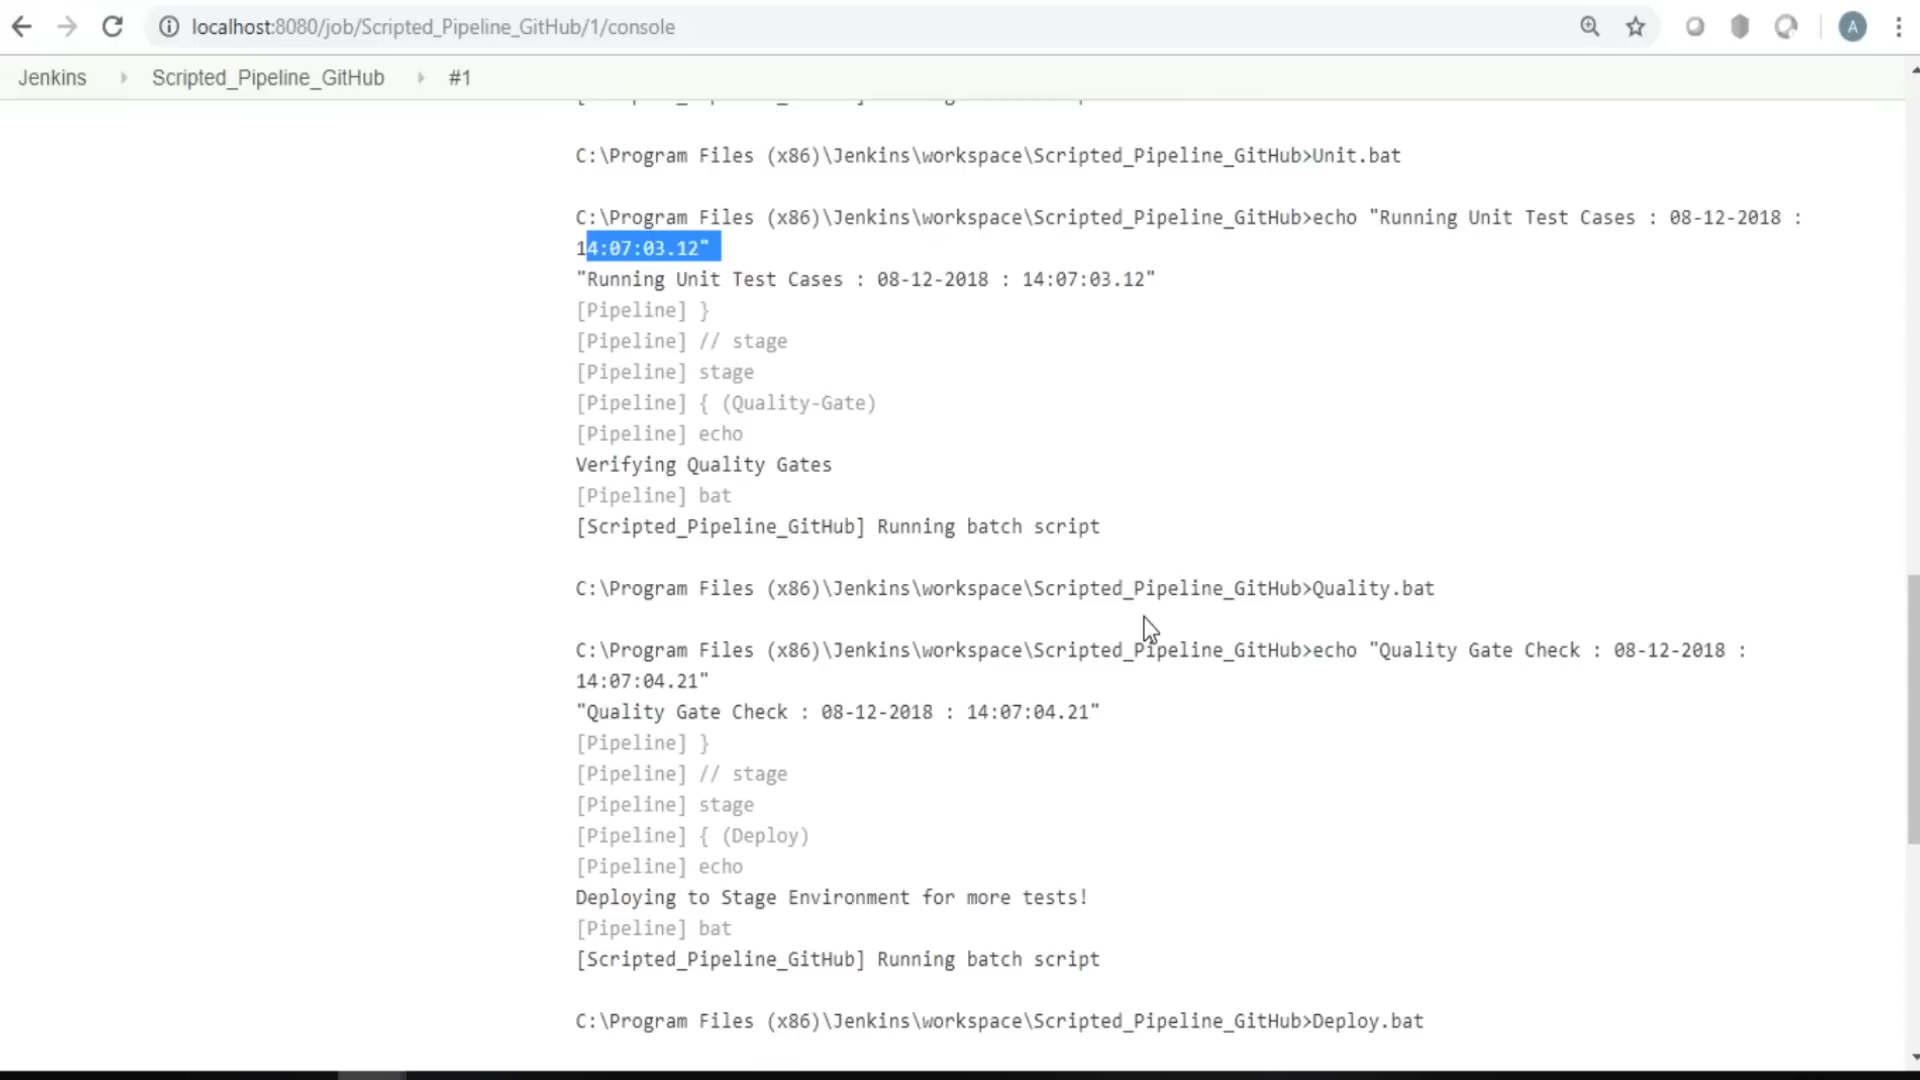 localhost:8080/job/Scripted_Pipeline_GitHub/1/console
A
Jenkins Scripted_Pipeline_GitHub #1
C:\Program Files (x86)\Jenkins\workspace\Scripted_Pipeline_GitHub>Unit.bat
C:\Program Files (x86)\Jenkins\workspace\Scripted_Pipeline_GitHub>echo "Running Unit Test Cases : 08-12-2018 :
14:07:03.12"
"Running Unit Test Cases : 08-12-2018 : 14:07:03.12"
[Pipeline] }
[Pipeline] // stage
[Pipeline] stage
[Pipeline] { (Quality-Gate)
[Pipeline] echo
Verifying Quality Gates
[Pipeline] bat
[Scripted_Pipeline_GitHub] Running batch script
C:\Program Files (x86)\Jenkins\workspace\Scripted_Pipeline_GitHub>Quality.bat
C:\Program Files (x86)\Jenkins\workspace\Scripted_Pipeline_GitHub>echo "Quality Gate Check : 08-12-2018 :
14:07:04.21"
"Quality Gate Check : 08-12-2018 : 14:07:04.21"
[Pipeline] }
[Pipeline] // stage
[Pipeline] stage
[Pipeline] { (Deploy)
[Pipeline] echo
Deploying to Stage Environment for more tests!
[Pipeline] bat
[Scripted_Pipeline_GitHub] Running batch script
C:\Program Files (x86)\Jenkins\workspace\Scripted_Pipeline_GitHub>Deploy.bat